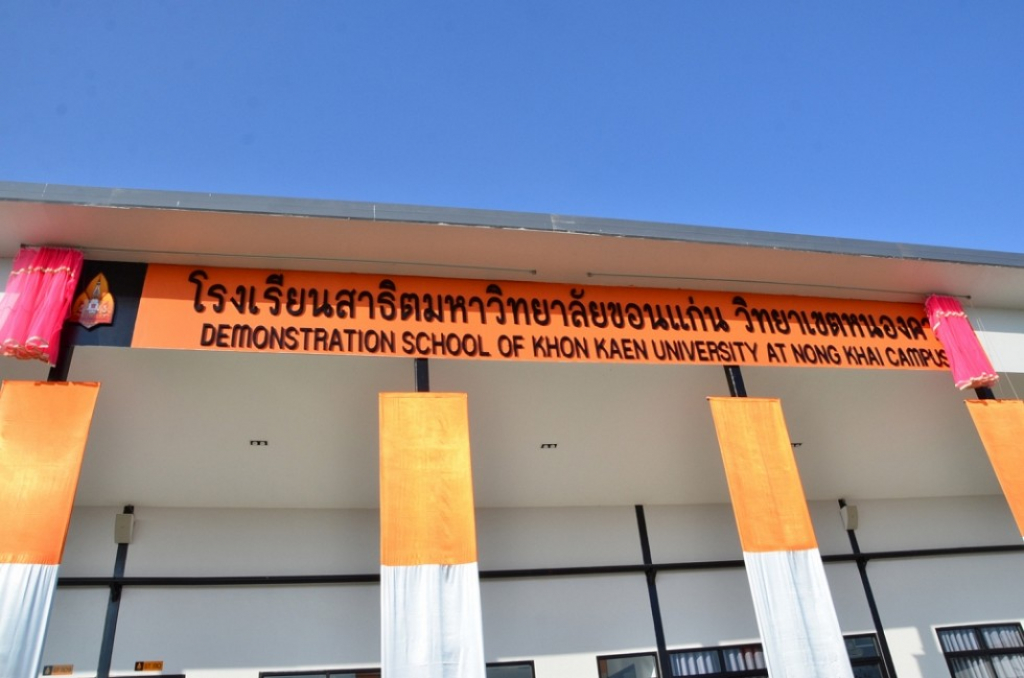 โรงเรียนสาธิตมหาวิทยาลัยขอนแก่น วิทยาเขตหนองคา
DEMONSTRATION SCHOOL OF KHON KAEN UNIVERSITY AT NONG KHAI CAMPUS